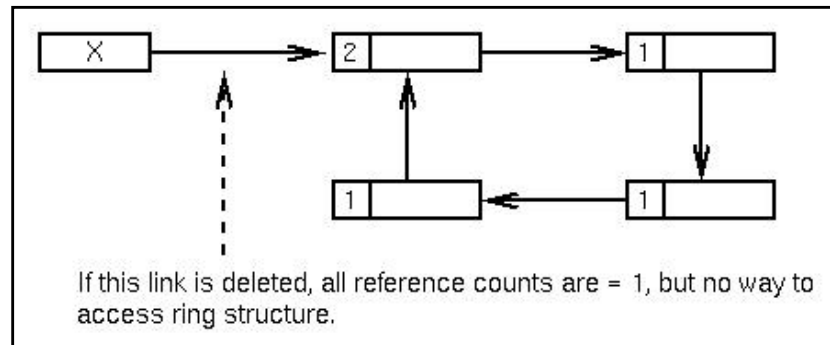 X
2
1
1
1
If this link is deleted, all reference counts are = 1, but no way to
access ring structure.